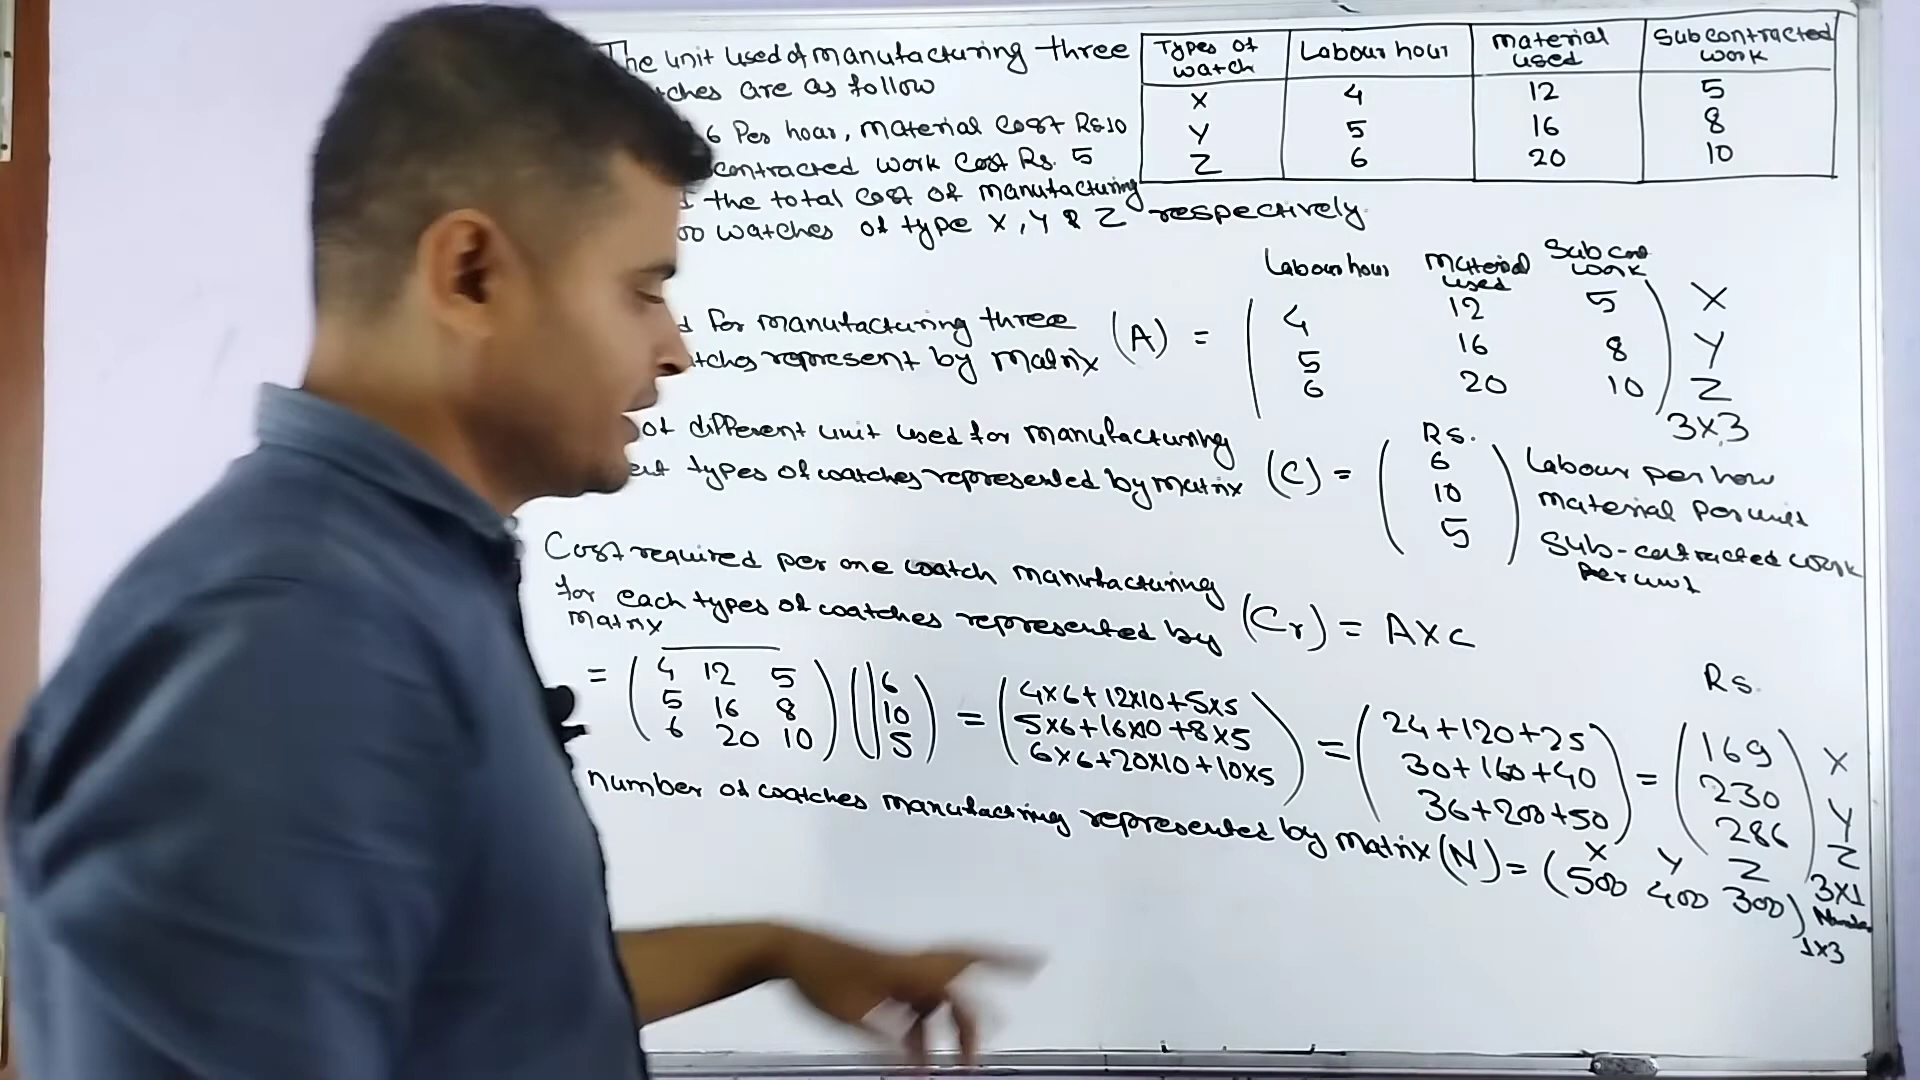 The unit used of manufacturing three
tches are as follow
6 Per hour, material cost Rs.10
contracted work cost Rs. 5
the total cost of manufacturing
00 watches of type X, Y & Z respectively
Types of watch Labour hour material used Subcontracted work
X 4 12 5
Y 5 16 8
Z 6 20 10
Labour hour material used Sub cont work
d for manufacturing three
tches represent by matrix (A) =
4 12 5 X
5 16 8 Y
6 20 10 Z
3x3
of different unit used for manufacturing
ent types of watches represented by matrix (C) =
Rs.
6 Labour per hour
10 material per unit
5 Sub-contracted work per unit
Cost required per one watch manufacturing
for each types of watches represented by (Cr) = AXC
matrix
= (4 12 5) (6) = (4x6+12x10+5x5) = (24+120+25) = (169) X
5 16 8 10 5x6+16x10+8x5 30+160+40 230 Y
6 20 10 5 6x6+20x10+10x5 36+200+50 286 Z
Rs.
3x1
number of watches manufacturing represented by matrix (N) = (500 400 300)
X Y Z
1x3